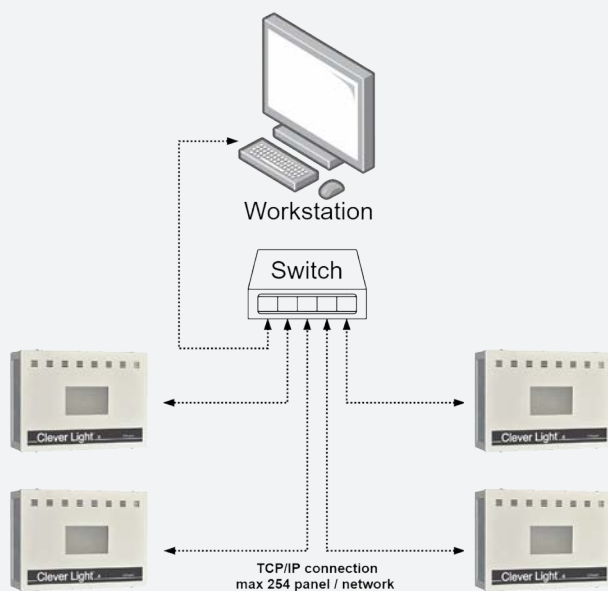 Workstation
Switch
Clever Light
Clever Light
Clever Light
Clever Light
TCP/IP connection
max 254 panel / network